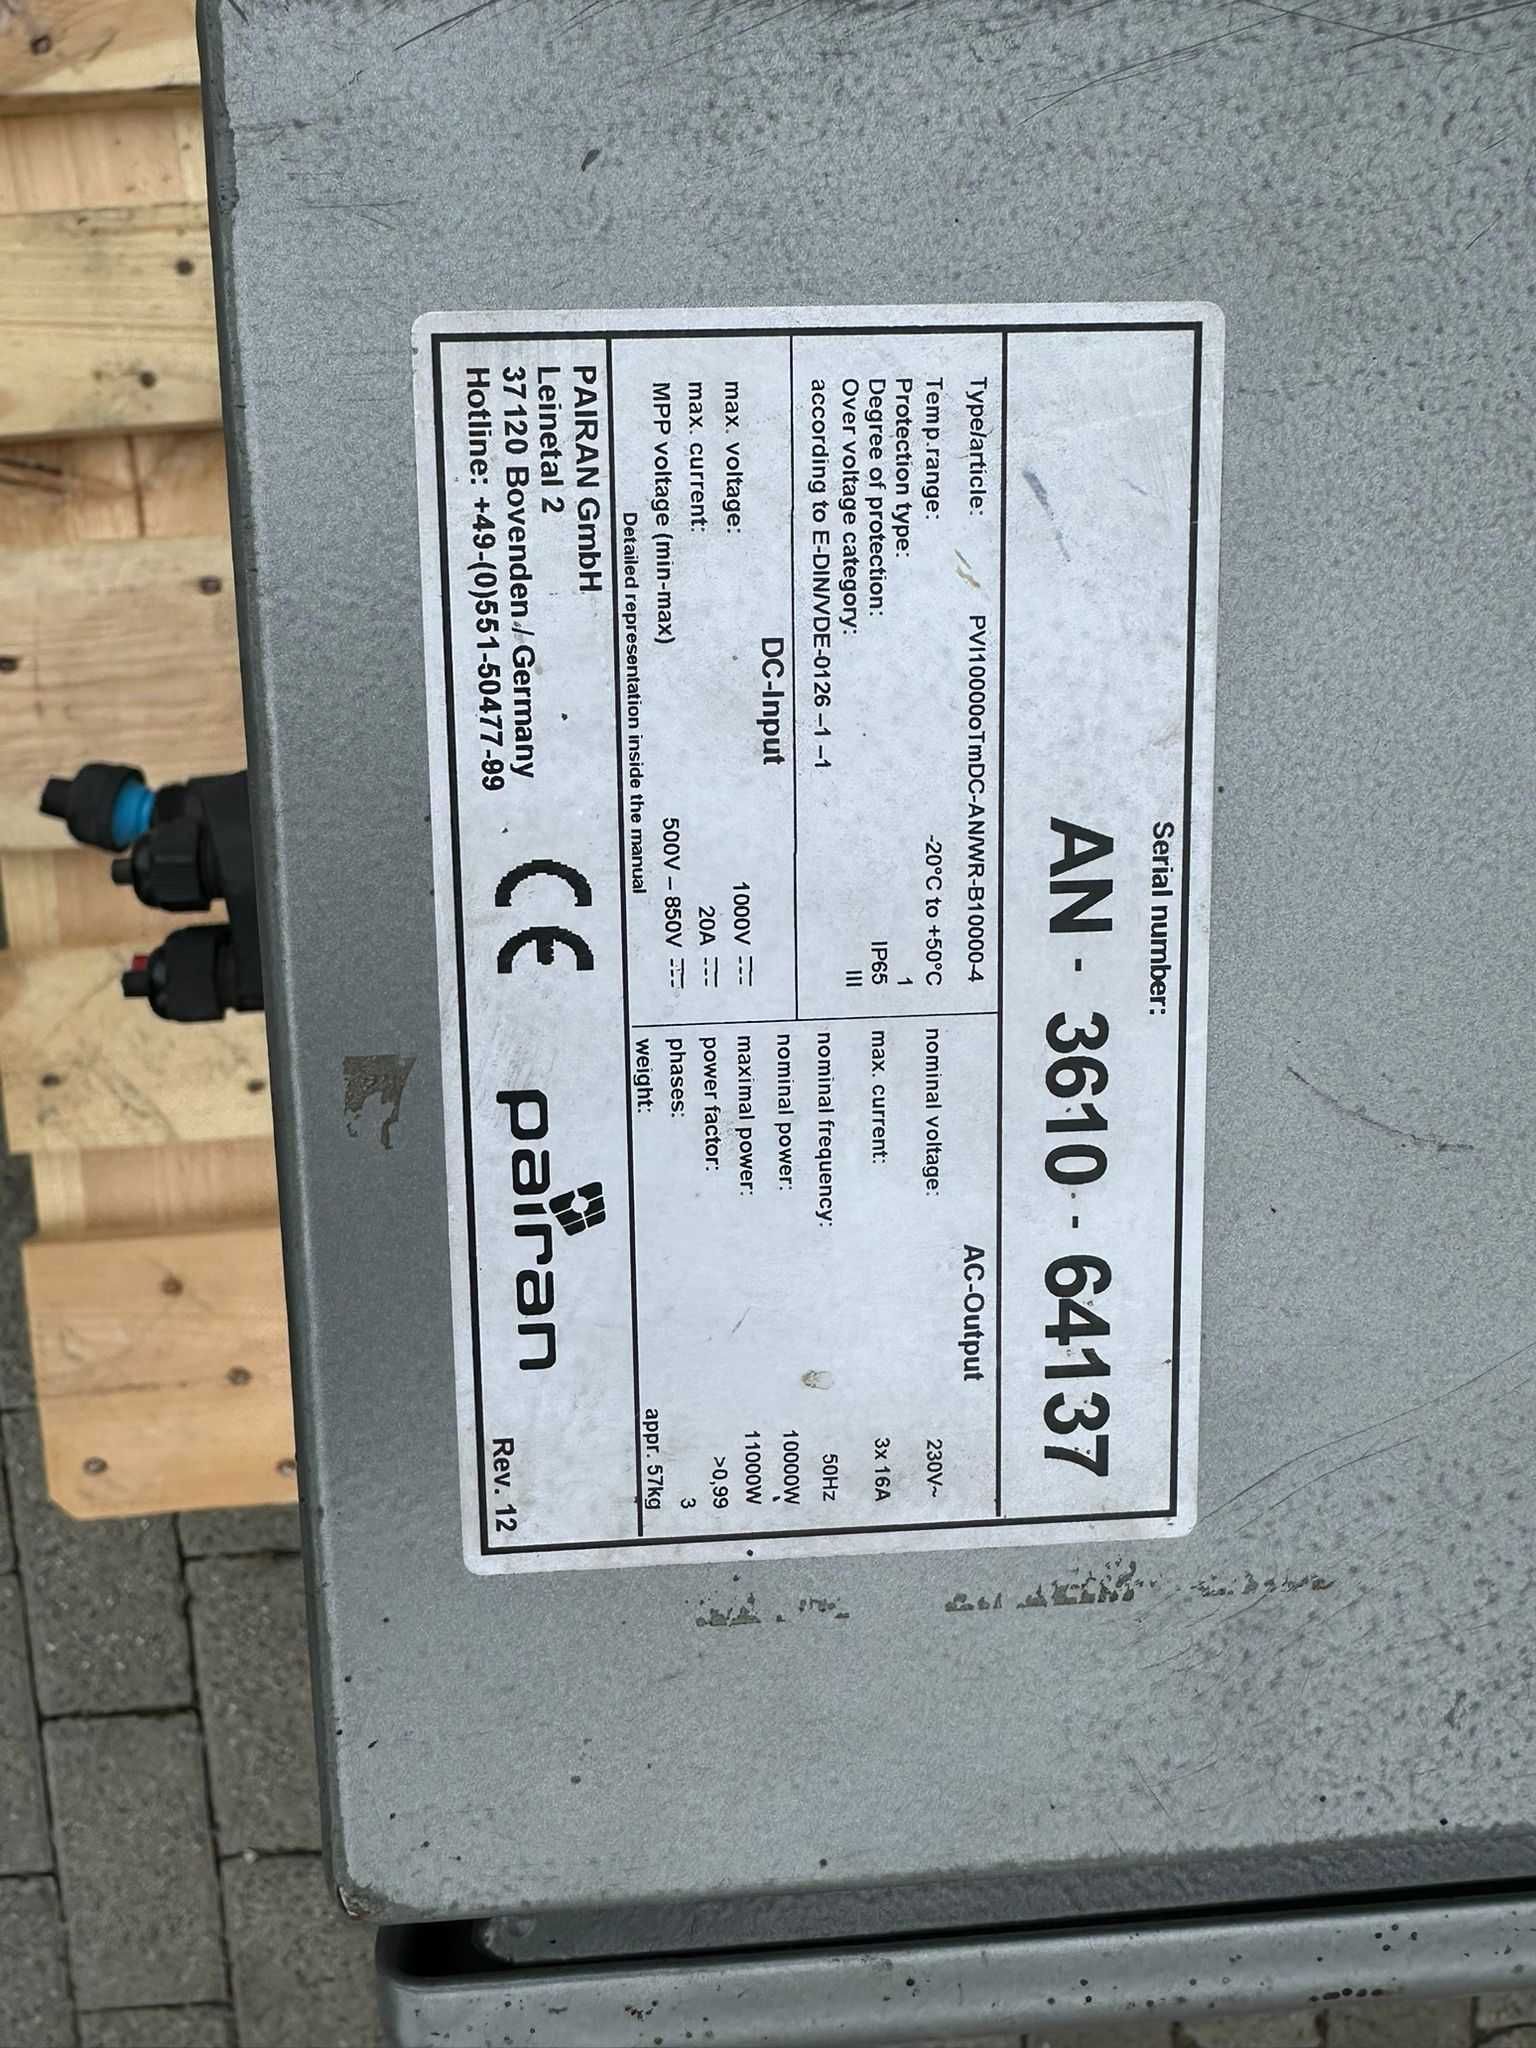 Serial number:
AN - 3610 - 64137
Type/article: PVI10000oTmDC-AN/WR-B10000-4
Temp.range: -20°C to +50°C
Protection type: 1
Degree of protection: IP65
Over voltage category: III
according to E-DIN/VDE-0126 –1 –1
DC-Input
max. voltage: 1000V
max. current: 20A
MPP voltage (min-max) 500V – 850V
Detailed representation inside the manual
AC-Output
nominal voltage: 230V~
max. current: 3x 16A
nominal frequency: 50Hz
nominal power: 10000W
maximal power: 11000W
power factor: >0,99
phases: 3
weight: appr. 57kg
PAIRAN GmbH
Leinetal 2
37120 Bovenden / Germany
Hotline: +49-(0)551-50477-99
CE
pairan
Rev. 12